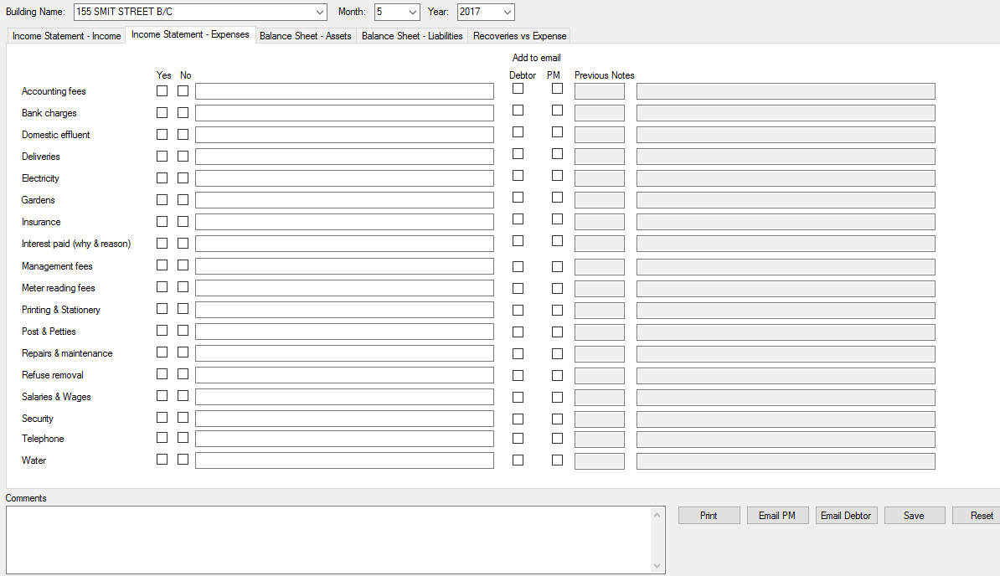 Building Name: 155 SMIT STREET B/C Month: 5 Year: 2017
Income Statement - Income Income Statement - Expenses Balance Sheet - Assets Balance Sheet - Liabilities Recoveries vs Expense
Add to email
Yes No Debtor PM Previous Notes
Accounting fees
Bank charges
Domestic effluent
Deliveries
Electricity
Gardens
Insurance
Interest paid (why & reason)
Management fees
Meter reading fees
Printing & Stationery
Post & Petties
Repairs & maintenance
Refuse removal
Salaries & Wages
Security
Telephone
Water
Comments
Print Email PM Email Debtor Save Reset